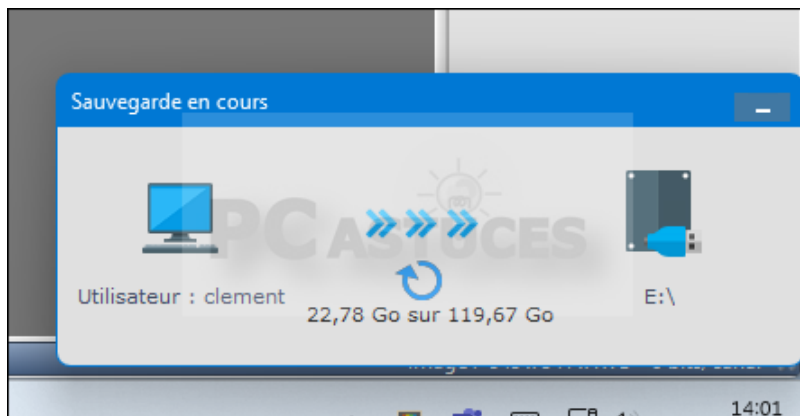 Sauvegarde en cours
PC ASTUCES
Utilisateur : clement
E:\
22,78 Go sur 119,67 Go
14:01